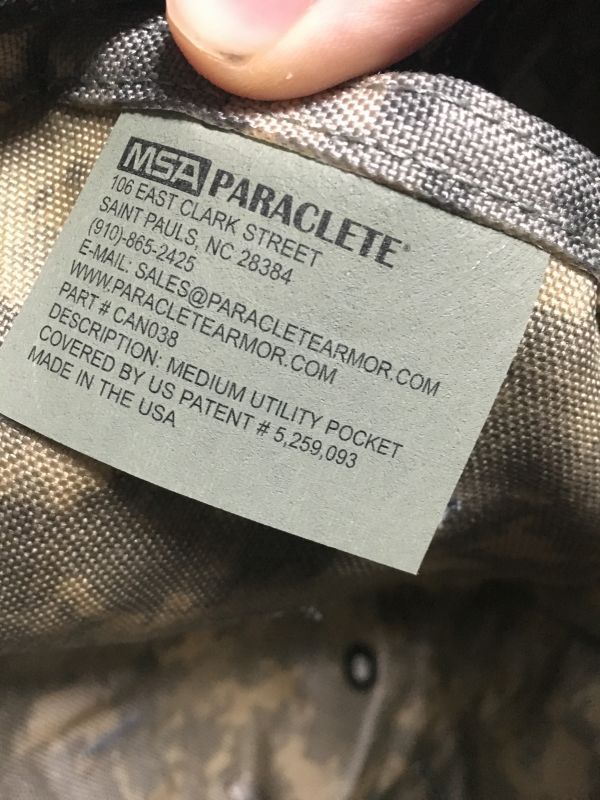 MSA PARACLETE®
106 EAST CLARK STREET
SAINT PAULS, NC 28384
(910)-865-2425
E-MAIL: SALES@PARACLETEARMOR.COM
WWW.PARACLETEARMOR.COM
PART # CAN038
DESCRIPTION: MEDIUM UTILITY POCKET
COVERED BY US PATENT # 5,259,093
MADE IN THE USA